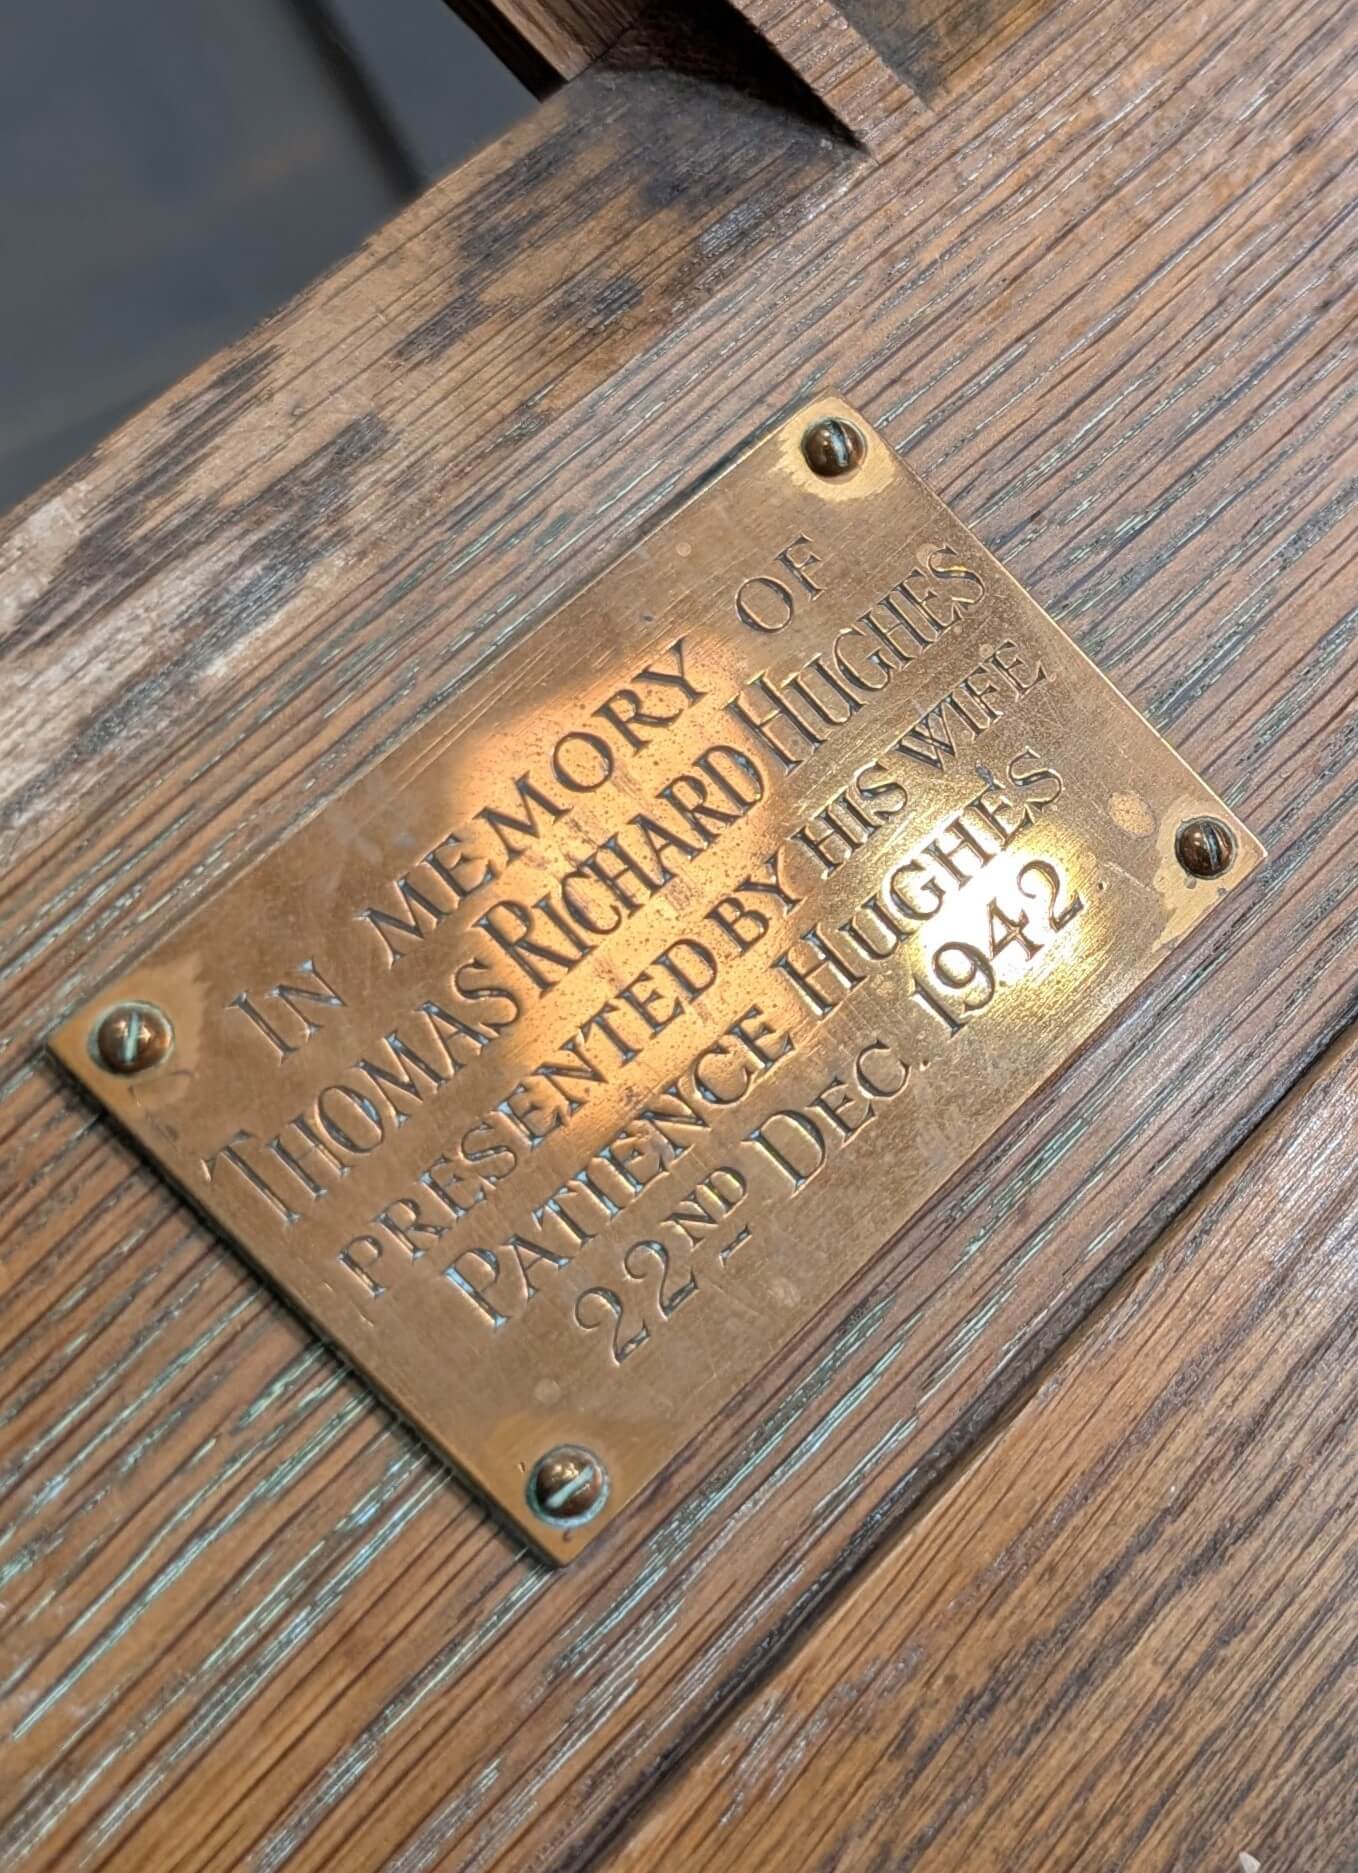 IN MEMORY OF
THOMAS RICHARD HUGHES
PRESENTED BY HIS WIFE
PATIENCE HUGHES
22ND DEC. 1942